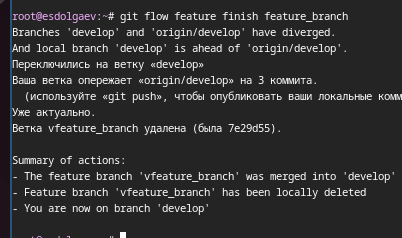 root@esdolgaev:~# git flow feature finish feature_branch
Branches 'develop' and 'origin/develop' have diverged.
And local branch 'develop' is ahead of 'origin/develop'.
Переключились на ветку «develop»
Ваша ветка опережает «origin/develop» на 3 коммита.
(используйте «git push», чтобы опубликовать ваши локальные комм
Уже актуально.
Ветка vfeature_branch удалена (была 7e29d55).
Summary of actions:
- The feature branch 'vfeature_branch' was merged into 'develop'
- Feature branch 'vfeature_branch' has been locally deleted
- You are now on branch 'develop'